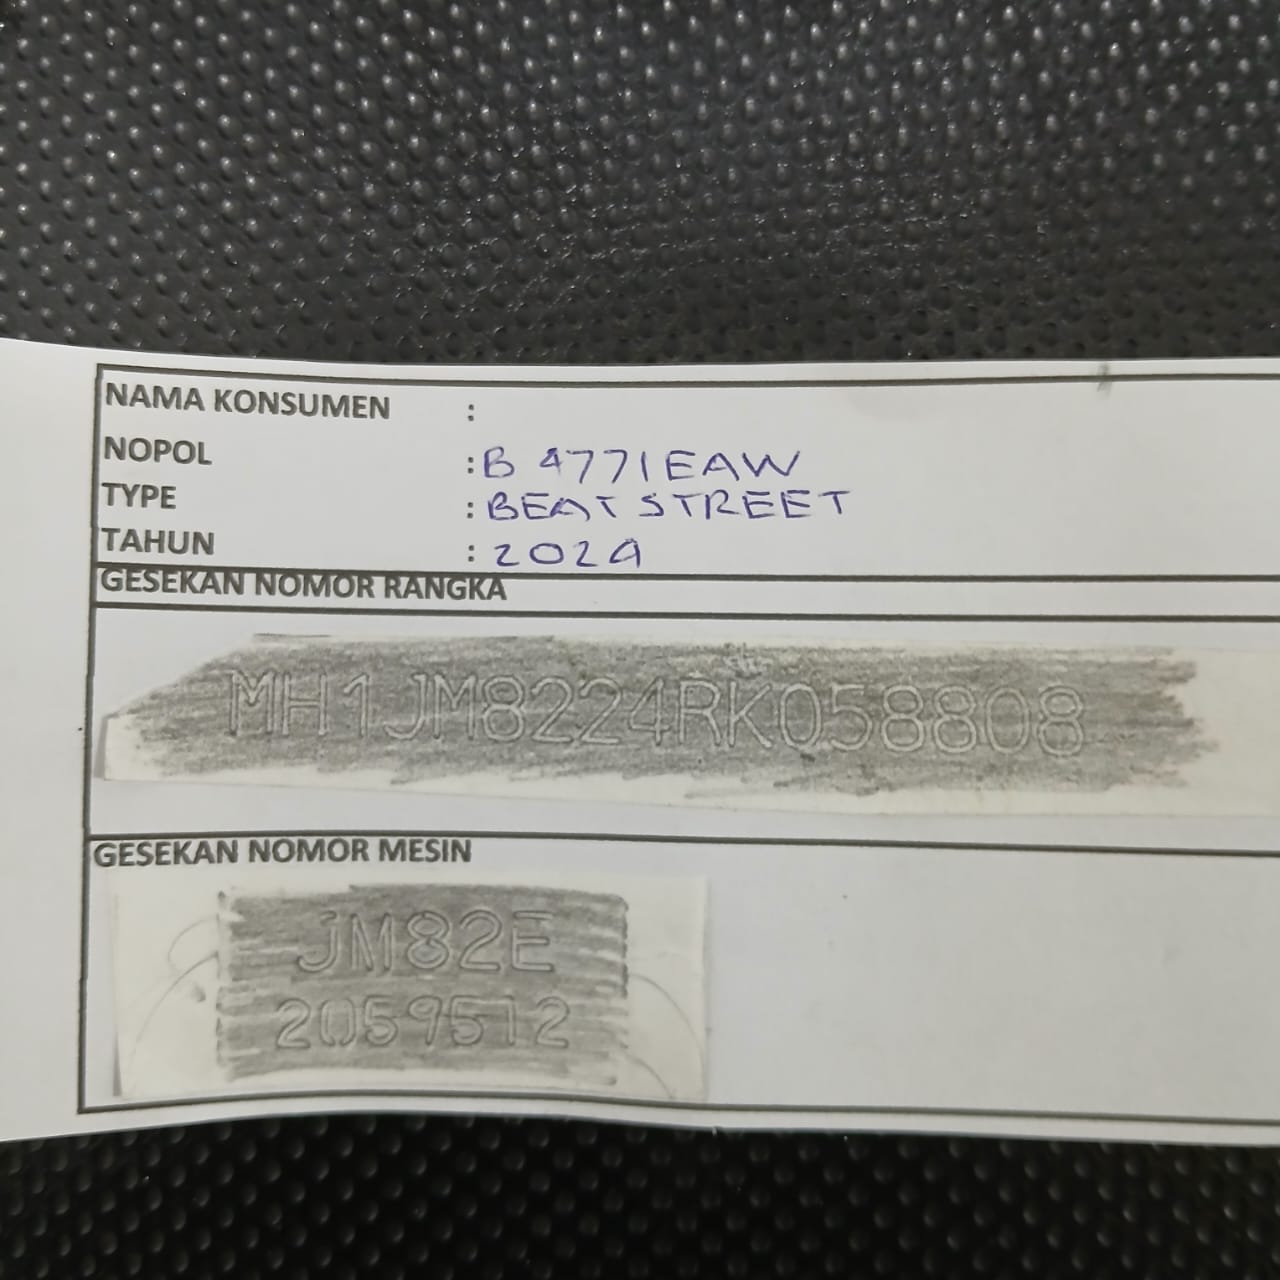 NAMA KONSUMEN :
NOPOL : B 4771EAW
TYPE : BEAT STREET
TAHUN : 2024
GESEKAN NOMOR RANGKA
MH1JM8224RK058808
GESEKAN NOMOR MESIN
JM82E
2059512